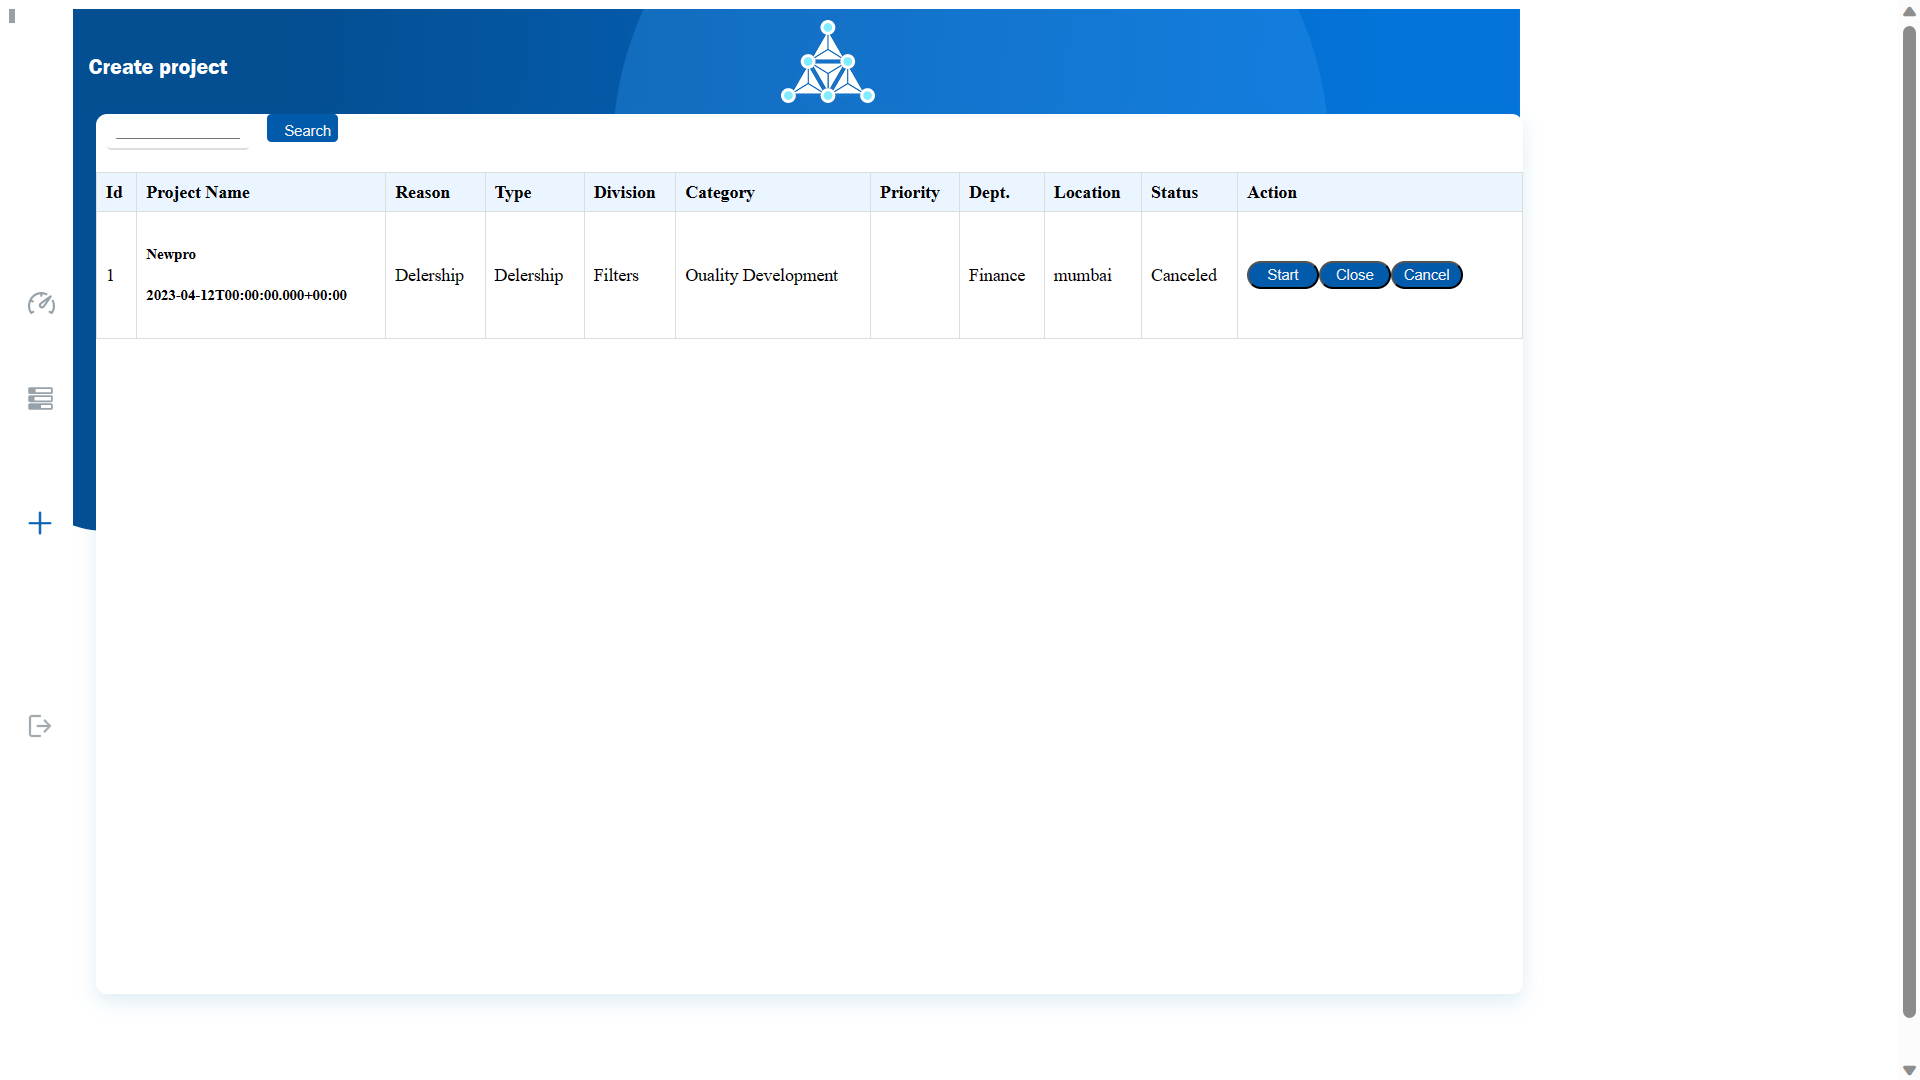 Create project
Search
Id Project Name Reason Type Division Category Priority Dept. Location Status Action
Newpro
1 Delership Delership Filters Ouality Development Finance mumbai Canceled Start Close Cancel
2023-04-12T00:00:00.000+00:00